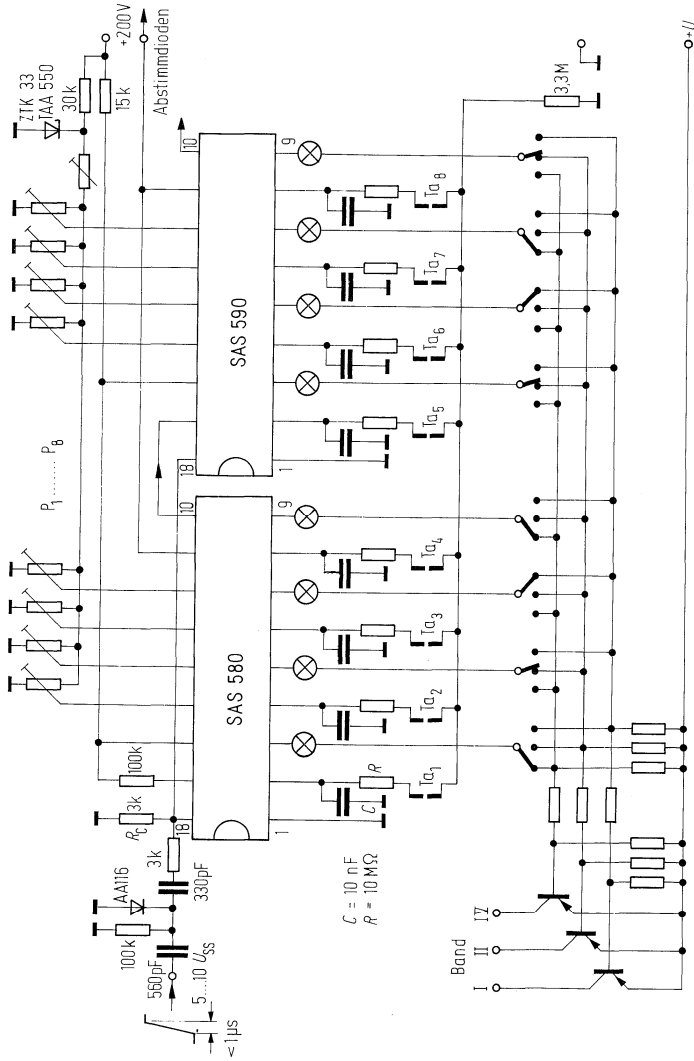 ZTK 33
TAA 550
30k
+200V
15k
Abstimmdioden
P₁ ....... P₈
100k
R_C
3k
3k
AA116
330pF
100k
560pF
5...10 U_SS
<1µs
18
10
18
10
SAS 580
SAS 590
1
9
1
9
C
R
Ta₁
Ta₂
Ta₃
Ta₄
Ta₅
Ta₆
Ta₇
Ta₈
3,3M
C = 10 nF
R = 10 MΩ
Band
I
II
IV
+U